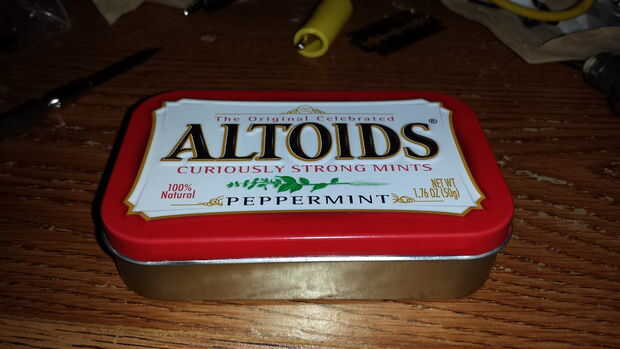 The Original Celebrated
ALTOIDS®
CURIOUSLY STRONG MINTS
100%
Natural
PEPPERMINT
NET WT
1.76 OZ (50g)